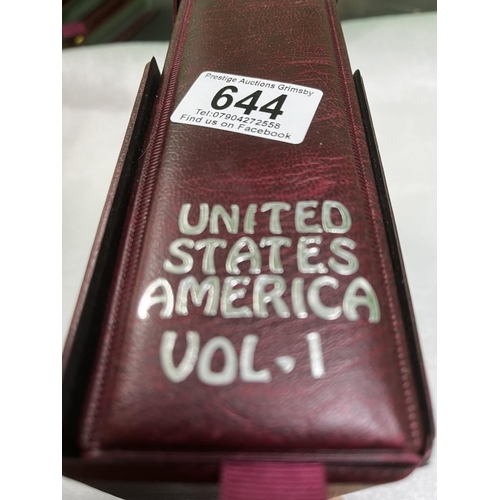 Prestige Auctions Grimsby
644
Tel:07904272558
Find us on Facebook
UNITED
STATES
AMERICA
VOL.1